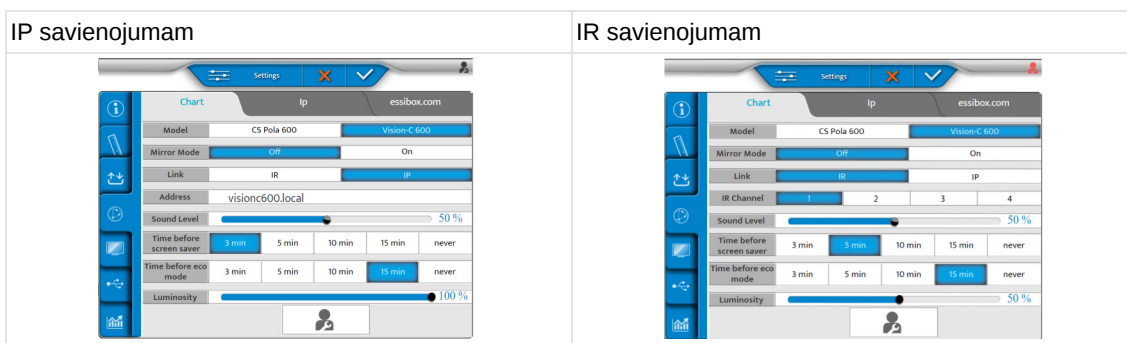 IP savienojumam
Settings
Chart Ip essibox.com
Model CS Pola 600 Vision-C 600
Mirror Mode Off On
Link IR IP
Address visionc600.local
Sound Level 50 %
Time before screen saver 3 min 5 min 10 min 15 min never
Time before eco mode 3 min 5 min 10 min 15 min never
Luminosity 100 %
IR savienojumam
Settings
Chart Ip essibox.com
Model CS Pola 600 Vision-C 600
Mirror Mode Off On
Link IR IP
IR Channel 1 2 3 4
Sound Level 50 %
Time before screen saver 3 min 5 min 10 min 15 min never
Time before eco mode 3 min 5 min 10 min 15 min never
Luminosity 50 %